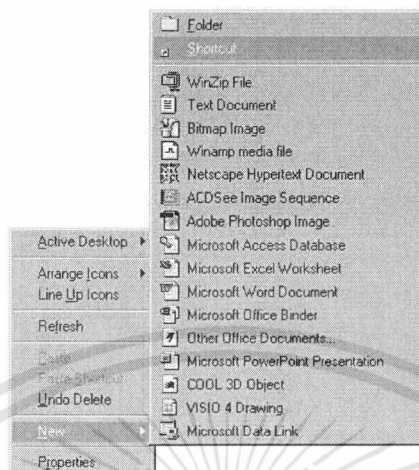 Folder
Shortcut
WinZip File
Text Document
Bitmap Image
Winamp media file
Netscape Hypertext Document
ACDSee Image Sequence
Adobe Photoshop Image
Microsoft Access Database
Microsoft Excel Worksheet
Microsoft Word Document
Microsoft Office Binder
Other Office Documents...
Microsoft PowerPoint Presentation
COOL 3D Object
VISIO 4 Drawing
Microsoft Data Link
Active Desktop
Arrange Icons
Line Up Icons
Refresh
Paste
Paste Shortcut
Undo Delete
New
Properties